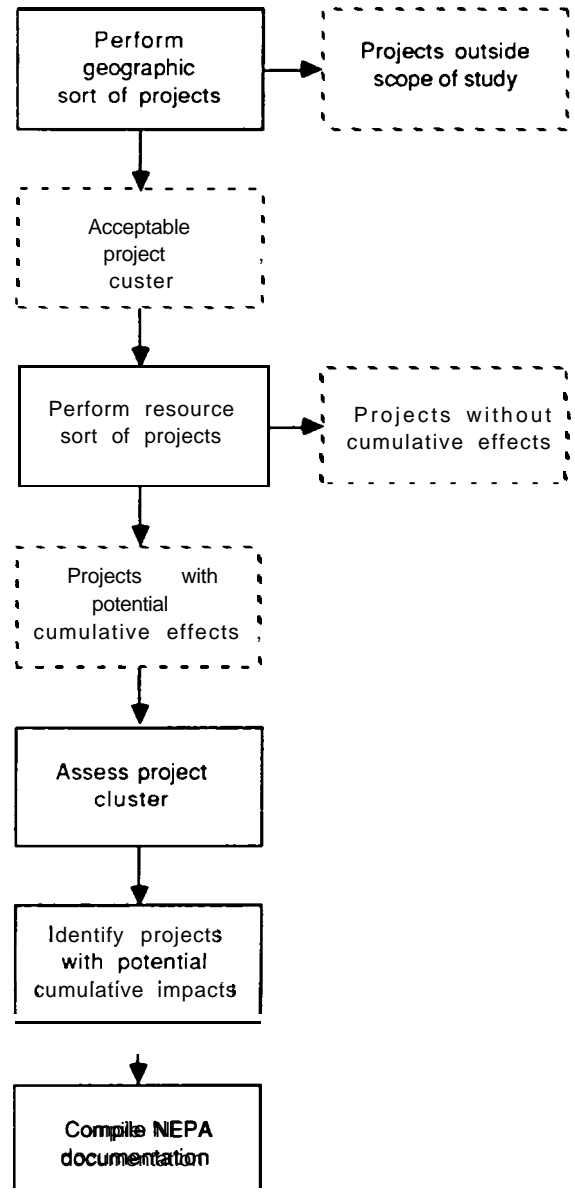 Perform
geographic
sort of projects
Projects outside
scope of study
Acceptable
project
custer
Perform resource
sort of projects
Projects without
cumulative effects
Projects with
potential
cumulative effects
Assess project
cluster
Identify projects
with potential
cumulative impacts
Compile NEPA
documentation